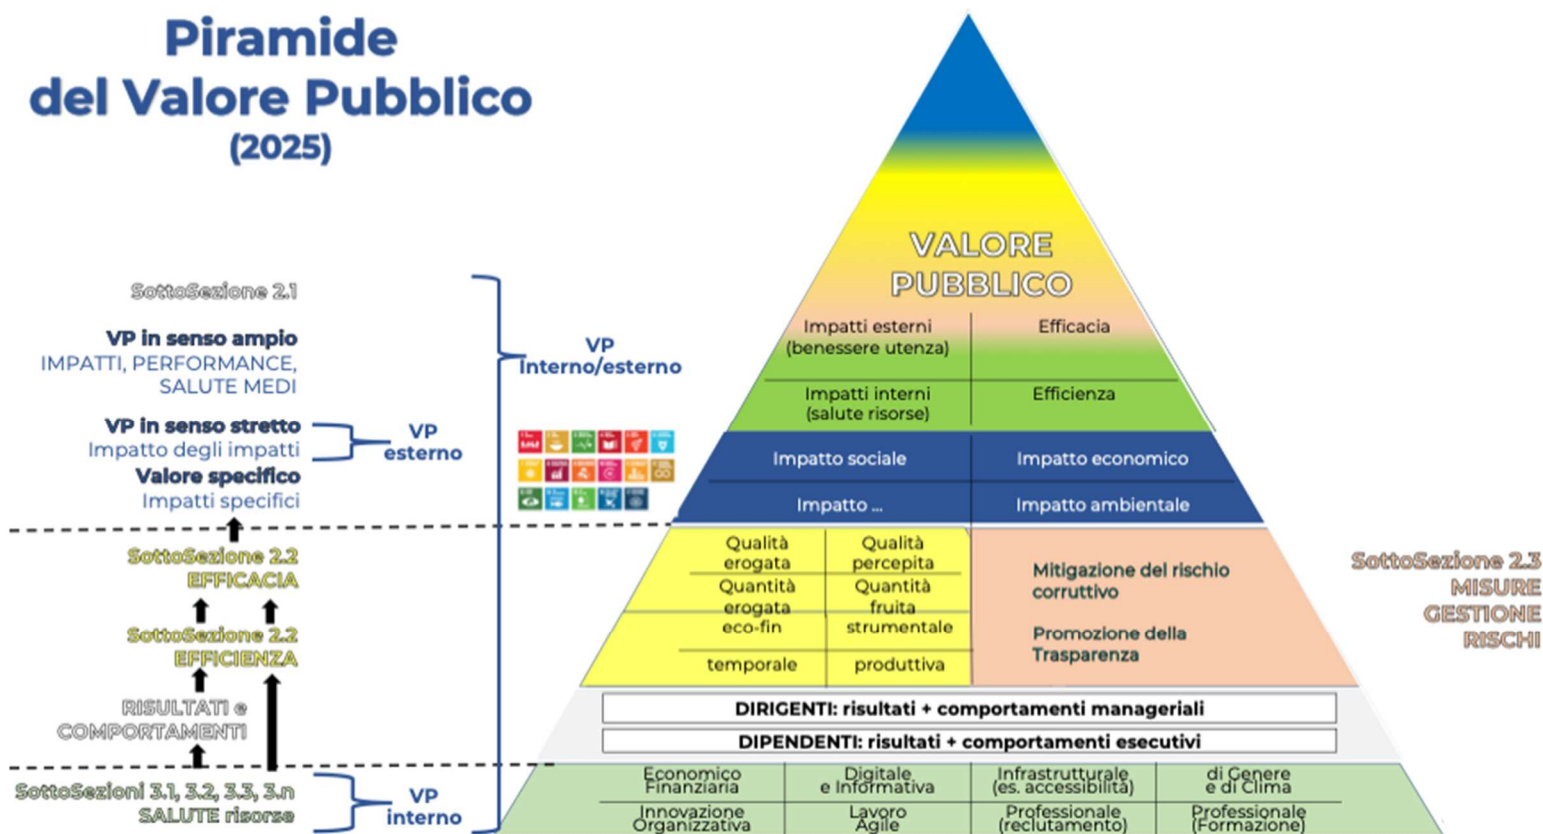 Piramide
del Valore Pubblico
(2025)
SottoSezione 2.1
VP in senso ampio
IMPATTI, PERFORMANCE,
SALUTE MEDI
VP in senso stretto
Impatto degli impatti
Valore specifico
Impatti specifici
VP
esterno
VP
Interno/esterno
SottoSezione 2.2
EFFICACIA
SottoSezione 2.2
EFFICIENZA
RISULTATI e
COMPORTAMENTI
SottoSezioni 3.1, 3.2, 3.3, 3.n
SALUTE risorse
VP
interno
VALORE
PUBBLICO
Impatti esterni
(benessere utenza)
Efficacia
Impatti interni
(salute risorse)
Efficienza
Impatto sociale
Impatto economico
Impatto ...
Impatto ambientale
Qualità
erogata
Qualità
percepita
Quantità
erogata
Quantità
fruita
eco-fin
strumentale
temporale
produttiva
Mitigazione del rischio
corruttivo
Promozione della
Trasparenza
SottoSezione 2.3
MISURE
GESTIONE
RISCHI
DIRIGENTI: risultati + comportamenti manageriali
DIPENDENTI: risultati + comportamenti esecutivi
Economico
Finanziaria
Digitale
e Informativa
Infrastrutturale
(es. accessibilità)
di Genere
e di Clima
Innovazione
Organizzativa
Lavoro
Agile
Professionale
(reclutamento)
Professionale
(Formazione)